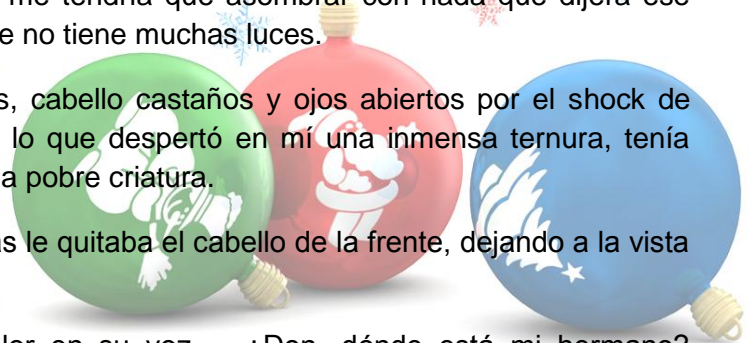 me tendría que asombrar con nada que dijera ese
e no tiene muchas luces.
s, cabello castaños y ojos abiertos por el shock de
lo que despertó en mí una inmensa ternura, tenía
a pobre criatura.
as le quitaba el cabello de la frente, dejando a la vista
en su voz. ¿Don dónde está mi hermano?